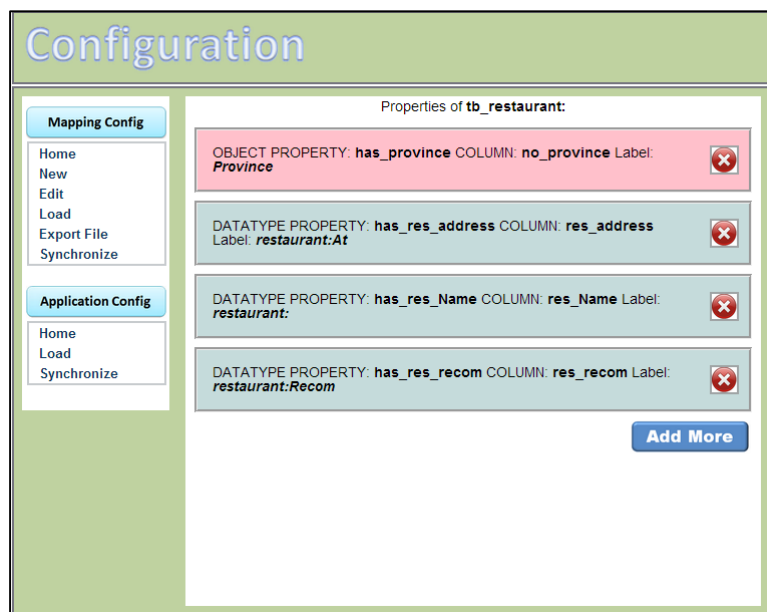 Configuration
Mapping Config
Home
New
Edit
Load
Export File
Synchronize
Application Config
Home
Load
Synchronize
Properties of tb_restaurant:
OBJECT PROPERTY: has_province COLUMN: no_province Label:
Province
DATATYPE PROPERTY: has_res_address COLUMN: res_address
Label: restaurant:At
DATATYPE PROPERTY: has_res_Name COLUMN: res_Name Label:
restaurant:
DATATYPE PROPERTY: has_res_recom COLUMN: res_recom Label:
restaurant:Recom
Add More